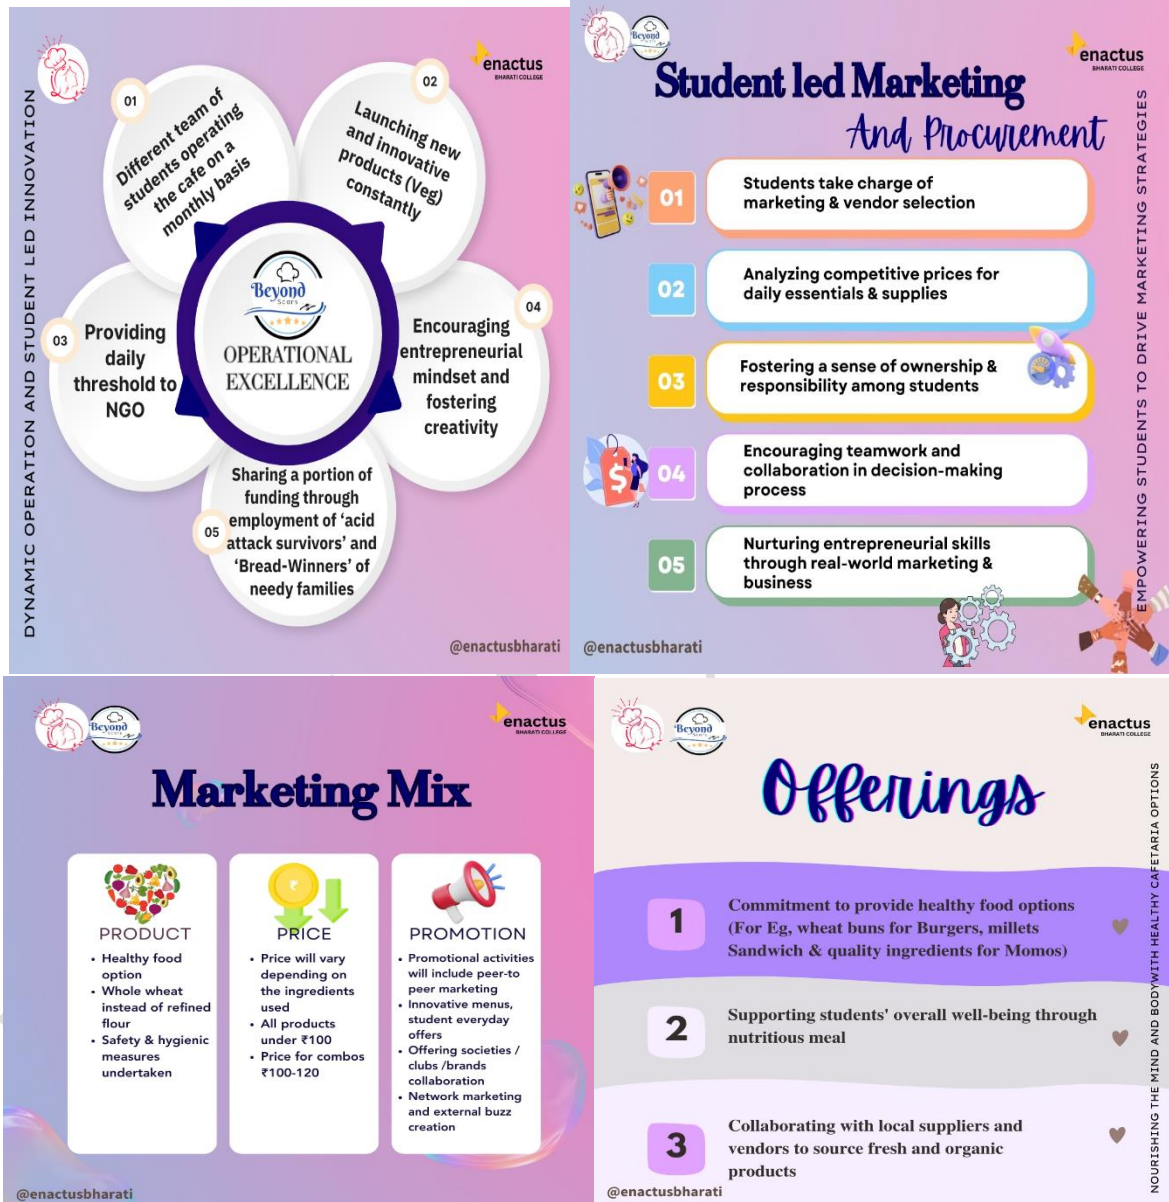 DYNAMIC OPERATION AND STUDENT LED INNOVATION
enactus
BHARATI COLLEGE
01
Different team of
students operating
the cafe on a
monthly basis
02
Launching new
and innovative
products (Veg)
constantly
03
Providing
daily
threshold to
NGO
Beyond
Scors
OPERATIONAL
EXCELLENCE
04
Encouraging
entrepreneurial
mindset and
fostering
creativity
05
Sharing a portion of
funding through
employment of ‘acid
attack survivors’ and
‘Bread-Winners’ of
needy families
@enactusbharati
Beyond
Scors
enactus
BHARATI COLLEGE
Student led Marketing
And Procurement
01
Students take charge of
marketing & vendor selection
02
Analyzing competitive prices for
daily essentials & supplies
03
Fostering a sense of ownership &
responsibility among students
$
04
Encouraging teamwork and
collaboration in decision-making
process
05
Nurturing entrepreneurial skills
through real-world marketing &
business
EMPOWERING STUDENTS TO DRIVE MARKETING STRATEGIES
@enactusbharati
Beyond
Scors
enactus
BHARATI COLLEGE
Marketing Mix
PRODUCT
• Healthy food
option
• Whole wheat
instead of refined
flour
• Safety & hygienic
measures
undertaken
₹
PRICE
• Price will vary
depending on
the ingredients
used
• All products
under ₹100
• Price for combos
₹100-120
PROMOTION
• Promotional activities
will include peer-to
peer marketing
• Innovative menus,
student everyday
offers
• Offering societies /
clubs /brands
collaboration
• Network marketing
and external buzz
creation
@enactusbharati
Beyond
Scors
enactus
BHARATI COLLEGE
Offerings
1
Commitment to provide healthy food options
(For Eg, wheat buns for Burgers, millets
Sandwich & quality ingredients for Momos)
2
Supporting students' overall well-being through
nutritious meal
3
Collaborating with local suppliers and
vendors to source fresh and organic
products
NOURISHING THE MIND AND BODYWITH HEALTHY CAFETARIA OPTIONS
@enactusbharati